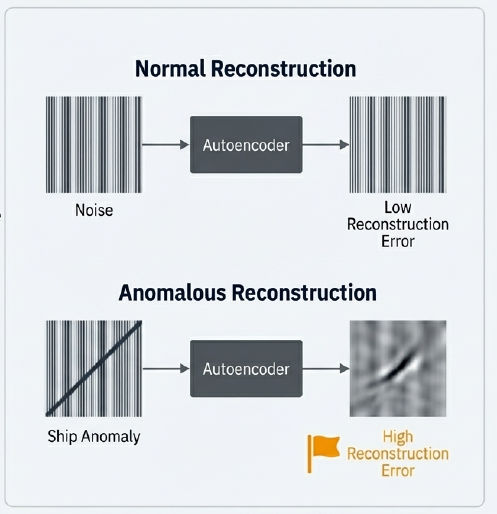 Normal Reconstruction
Autoencoder
Noise
Low
Reconstruction
Error
Anomalous Reconstruction
Autoencoder
Ship Anomaly
High
Reconstruction
Error